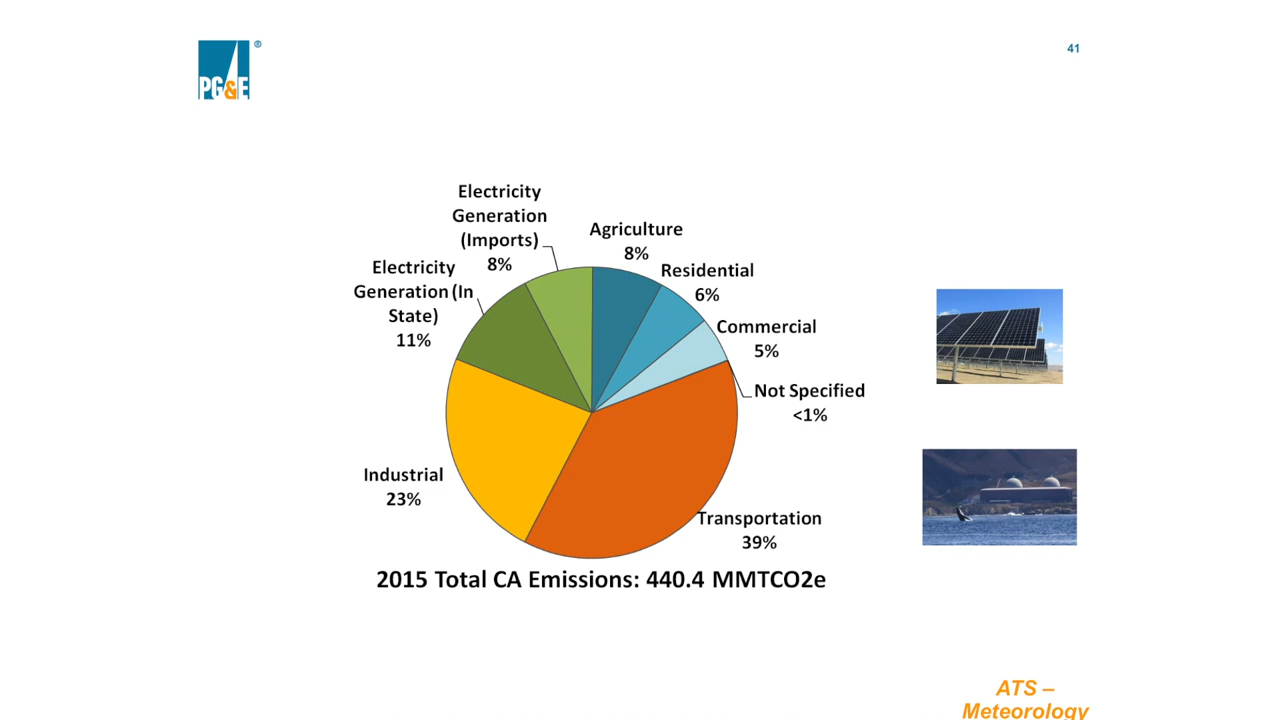 PG&E®
41
Electricity
Generation
(Imports)
8%
Agriculture
8%
Electricity
Generation (In
State)
11%
Residential
6%
Commercial
5%
Not Specified
<1%
Industrial
23%
Transportation
39%
2015 Total CA Emissions: 440.4 MMTCO2e
ATS –
Meteorology